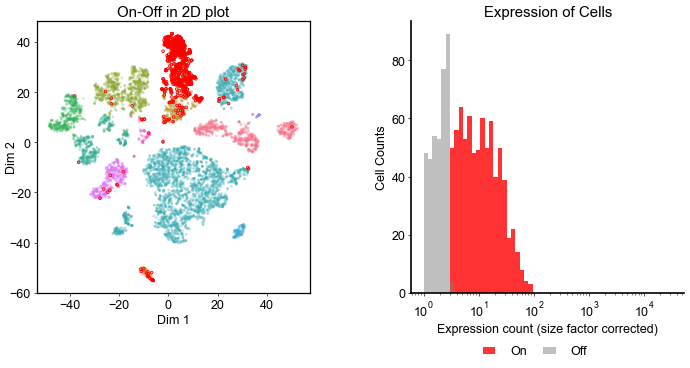 On-Off in 2D plot
40
20
0
−20
−40
−60
−40
−20
0
20
40
Dim 2
Dim 1
Expression of Cells
80
60
40
20
0
10^0
10^1
10^2
10^3
10^4
Cell Counts
Expression count (size factor corrected)
On
Off